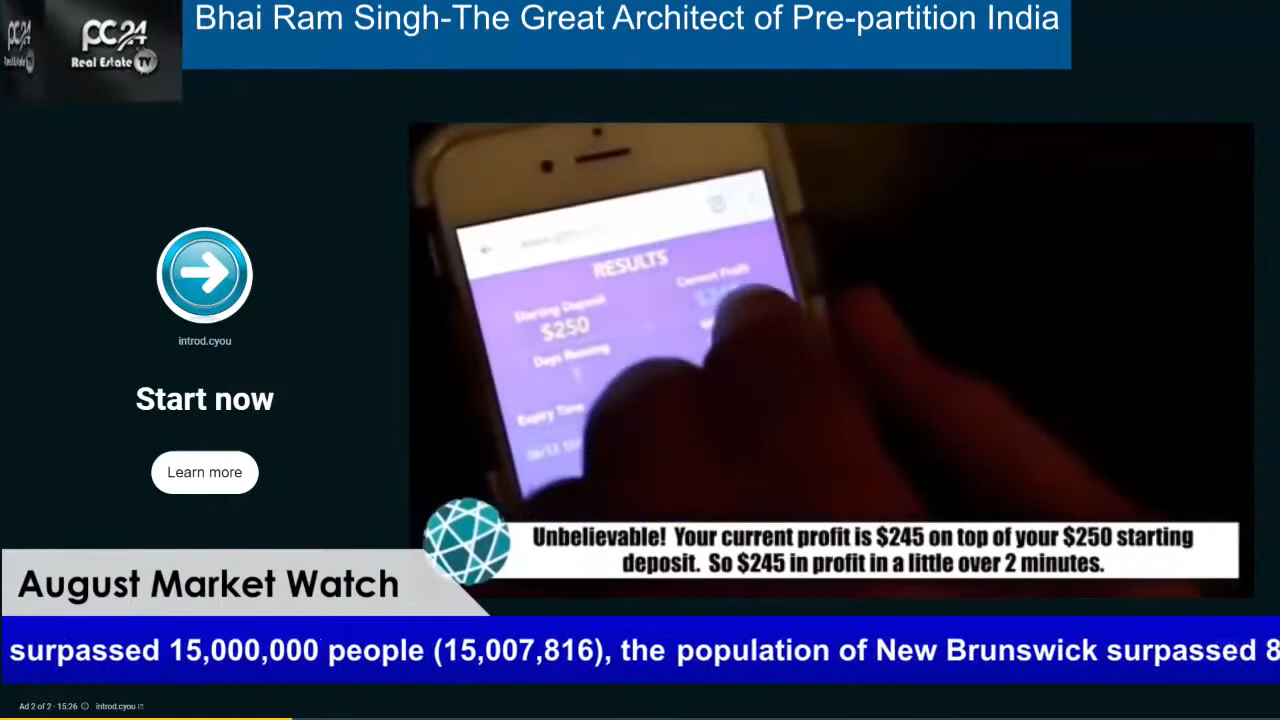 PC24
Real Estate TV
Bhai Ram Singh-The Great Architect of Pre-partition India
RESULTS
Starting Deposit
$250
Current Profit
Days Running
Expiry Time
introd.cyou
Start now
Learn more
Unbelievable! Your current profit is $245 on top of your $250 starting
deposit. So $245 in profit in a little over 2 minutes.
August Market Watch
surpassed 15,000,000 people (15,007,816), the population of New Brunswick surpassed 8
Ad 2 of 2 · 15:26
introd.cyou